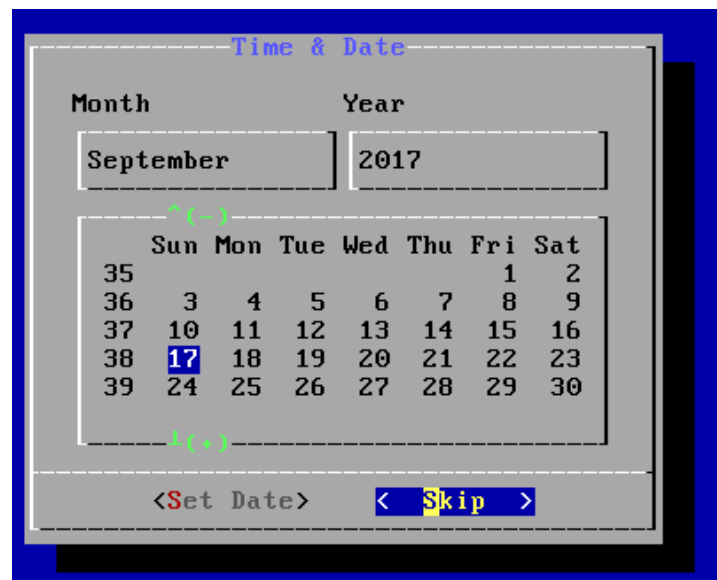 Time & Date
Month Year
September 2017
^(-)
Sun Mon Tue Wed Thu Fri Sat
35 1 2
36 3 4 5 6 7 8 9
37 10 11 12 13 14 15 16
38 17 18 19 20 21 22 23
39 24 25 26 27 28 29 30
┴(+)
<Set Date> < Skip >